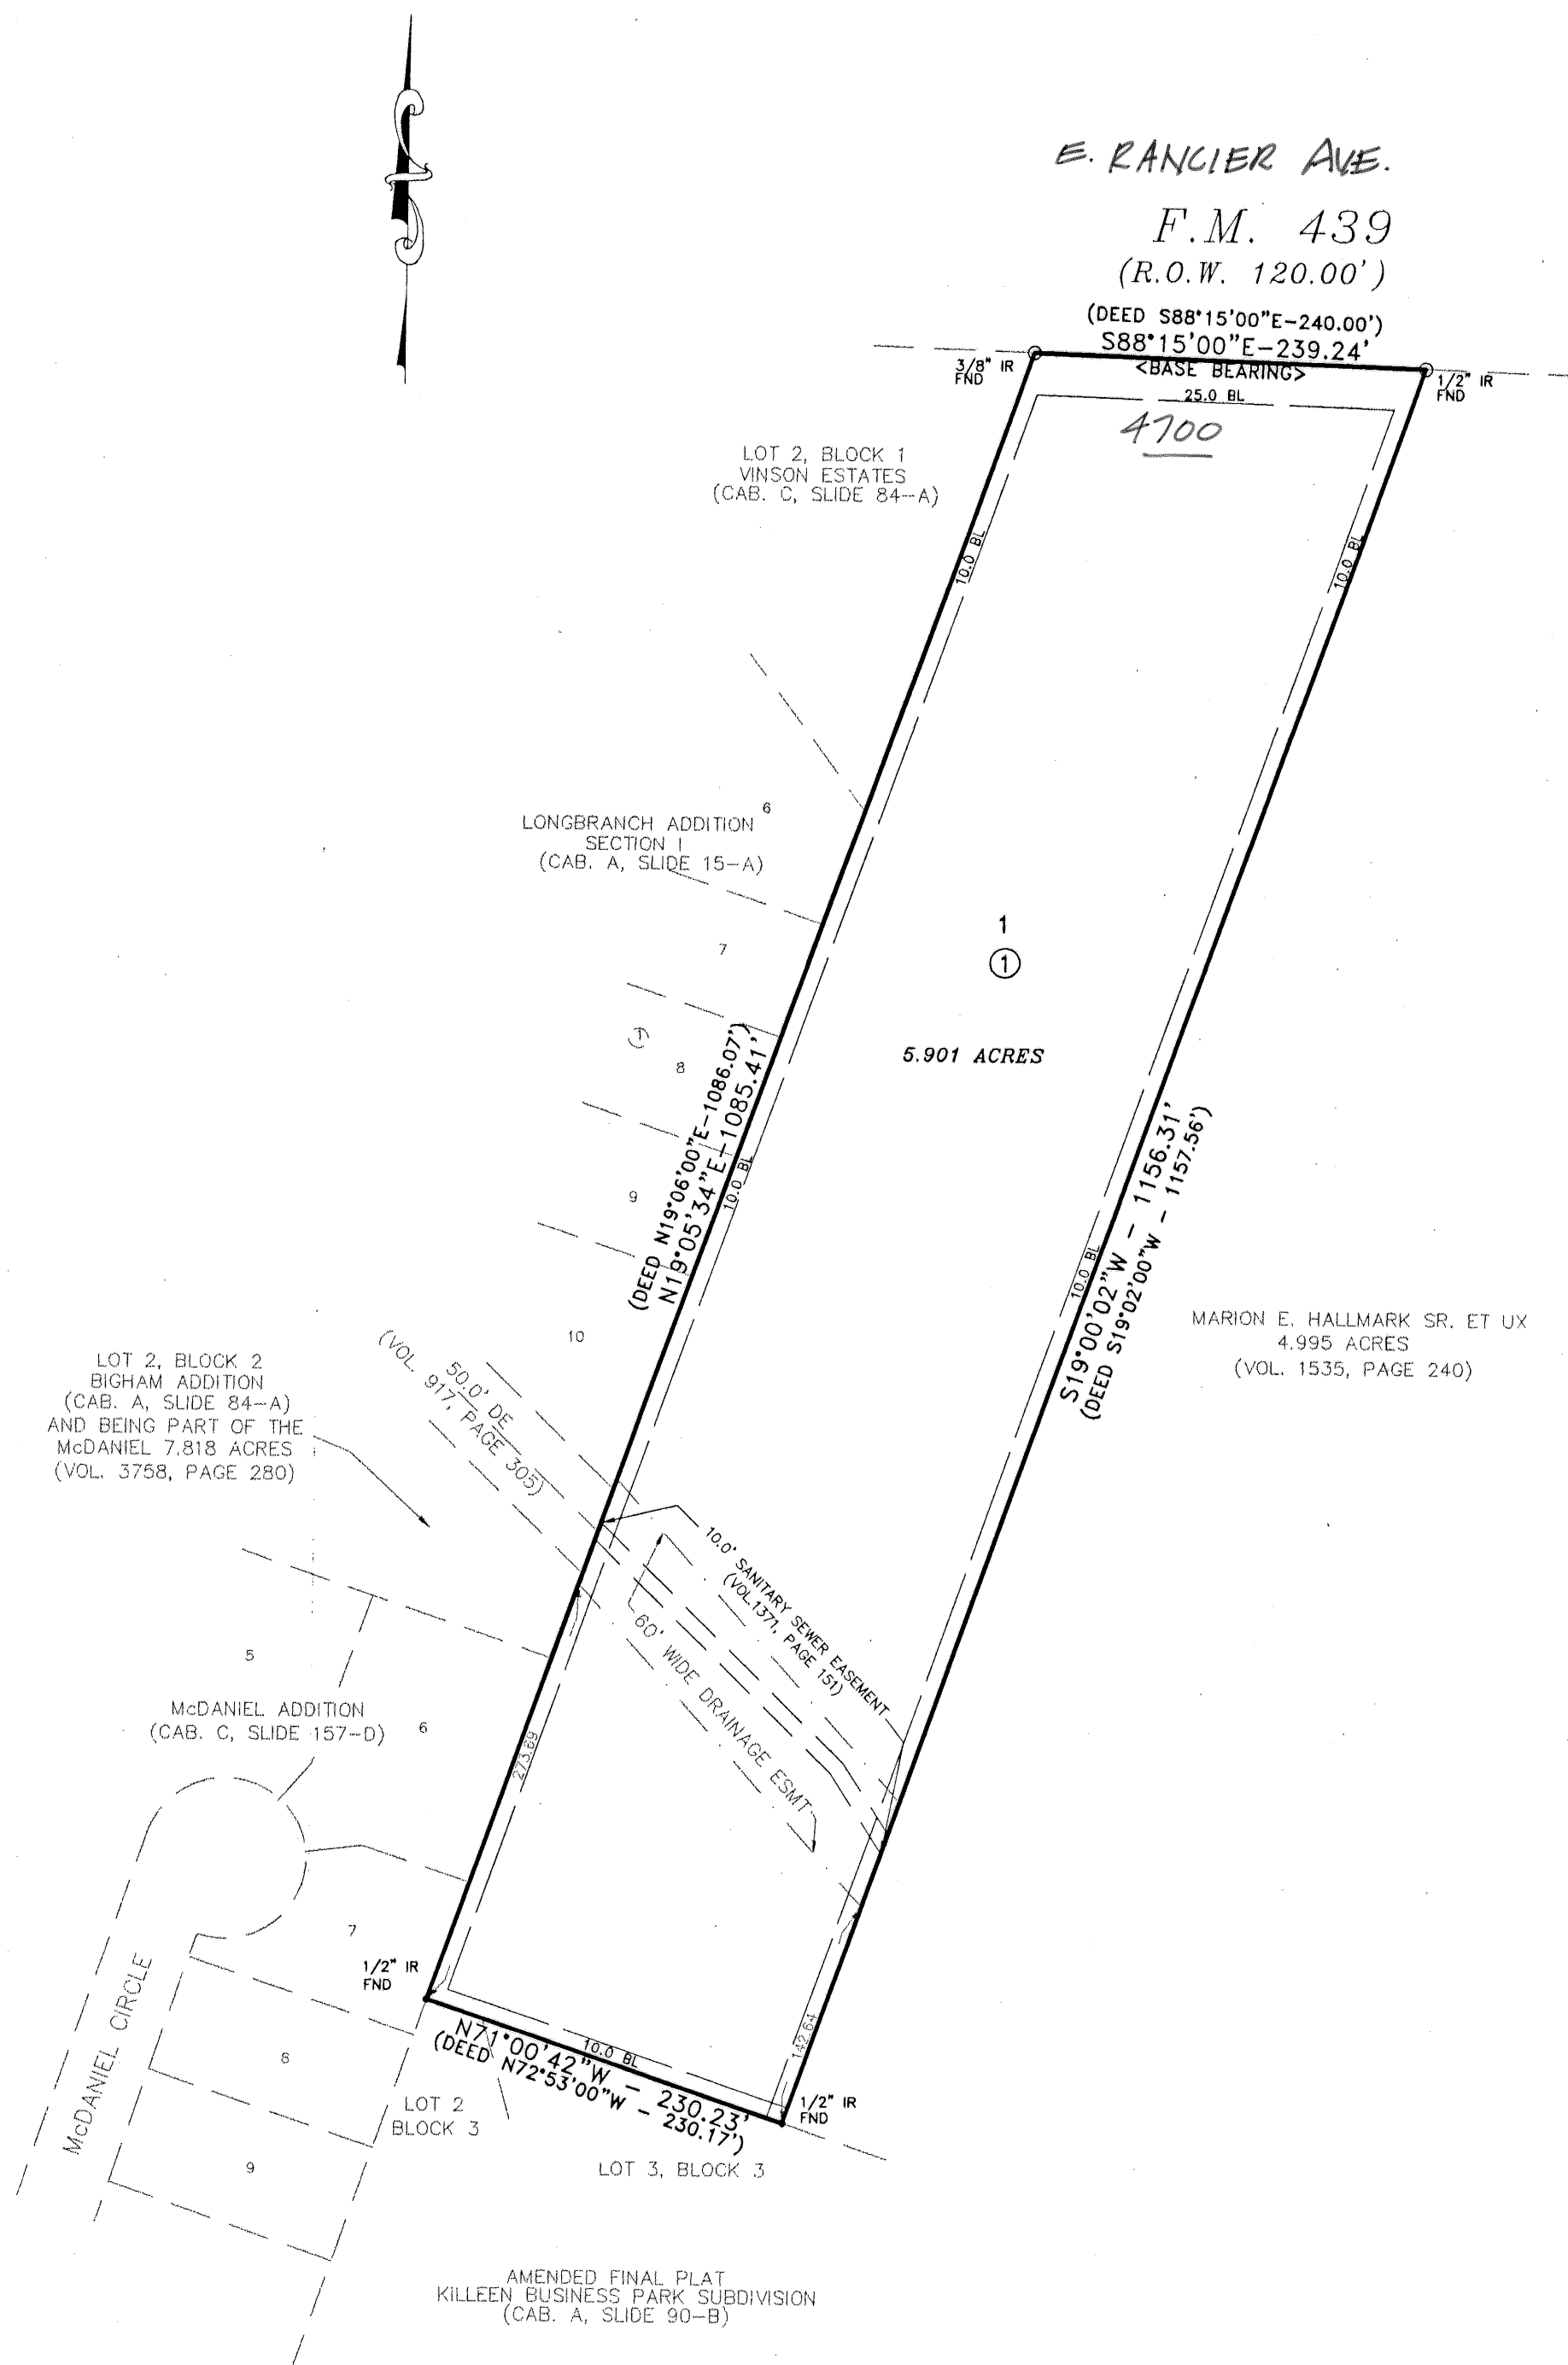 E. RANCIER AVE.
F.M. 439
(R.O.W. 120.00')
(DEED S88°15'00"E-240.00')
S88°15'00"E-239.24'
<BASE BEARING>
3/8" IR
FND
1/2" IR
FND
25.0 BL
4700
LOT 2, BLOCK 1
VINSON ESTATES
(CAB. C, SLIDE 84-A)
10.0 BL
10.0 BL
6
LONGBRANCH ADDITION
SECTION I
(CAB. A, SLIDE 15-A)
7
1
1
8
9
10
5.901 ACRES
(DEED N19°06'00"E-1086.07')
N19°05'34"E-1085.41'
10.0 BL
10.0 BL
S19°00'02"W - 1156.31'
(DEED S19°02'00"W - 1157.56')
MARION E. HALLMARK SR. ET UX
4.995 ACRES
(VOL. 1535, PAGE 240)
LOT 2, BLOCK 2
BIGHAM ADDITION
(CAB. A, SLIDE 84-A)
AND BEING PART OF THE
McDANIEL 7.818 ACRES
(VOL. 3758, PAGE 280)
50.0' DE
(VOL. 917, PAGE 305)
10.0' SANITARY SEWER EASEMENT
(VOL.1371, PAGE 151)
60' WIDE DRAINAGE ESMT
5
McDANIEL ADDITION
(CAB. C, SLIDE 157-D)
6
273.69
7
1/2" IR
FND
McDANIEL CIRCLE
8
9
142.64
10.0 BL
N71°00'42"W - 230.23'
(DEED N72°53'00"W - 230.17')
1/2" IR
FND
LOT 2
BLOCK 3
LOT 3, BLOCK 3
AMENDED FINAL PLAT
KILLEEN BUSINESS PARK SUBDIVISION
(CAB. A, SLIDE 90-B)